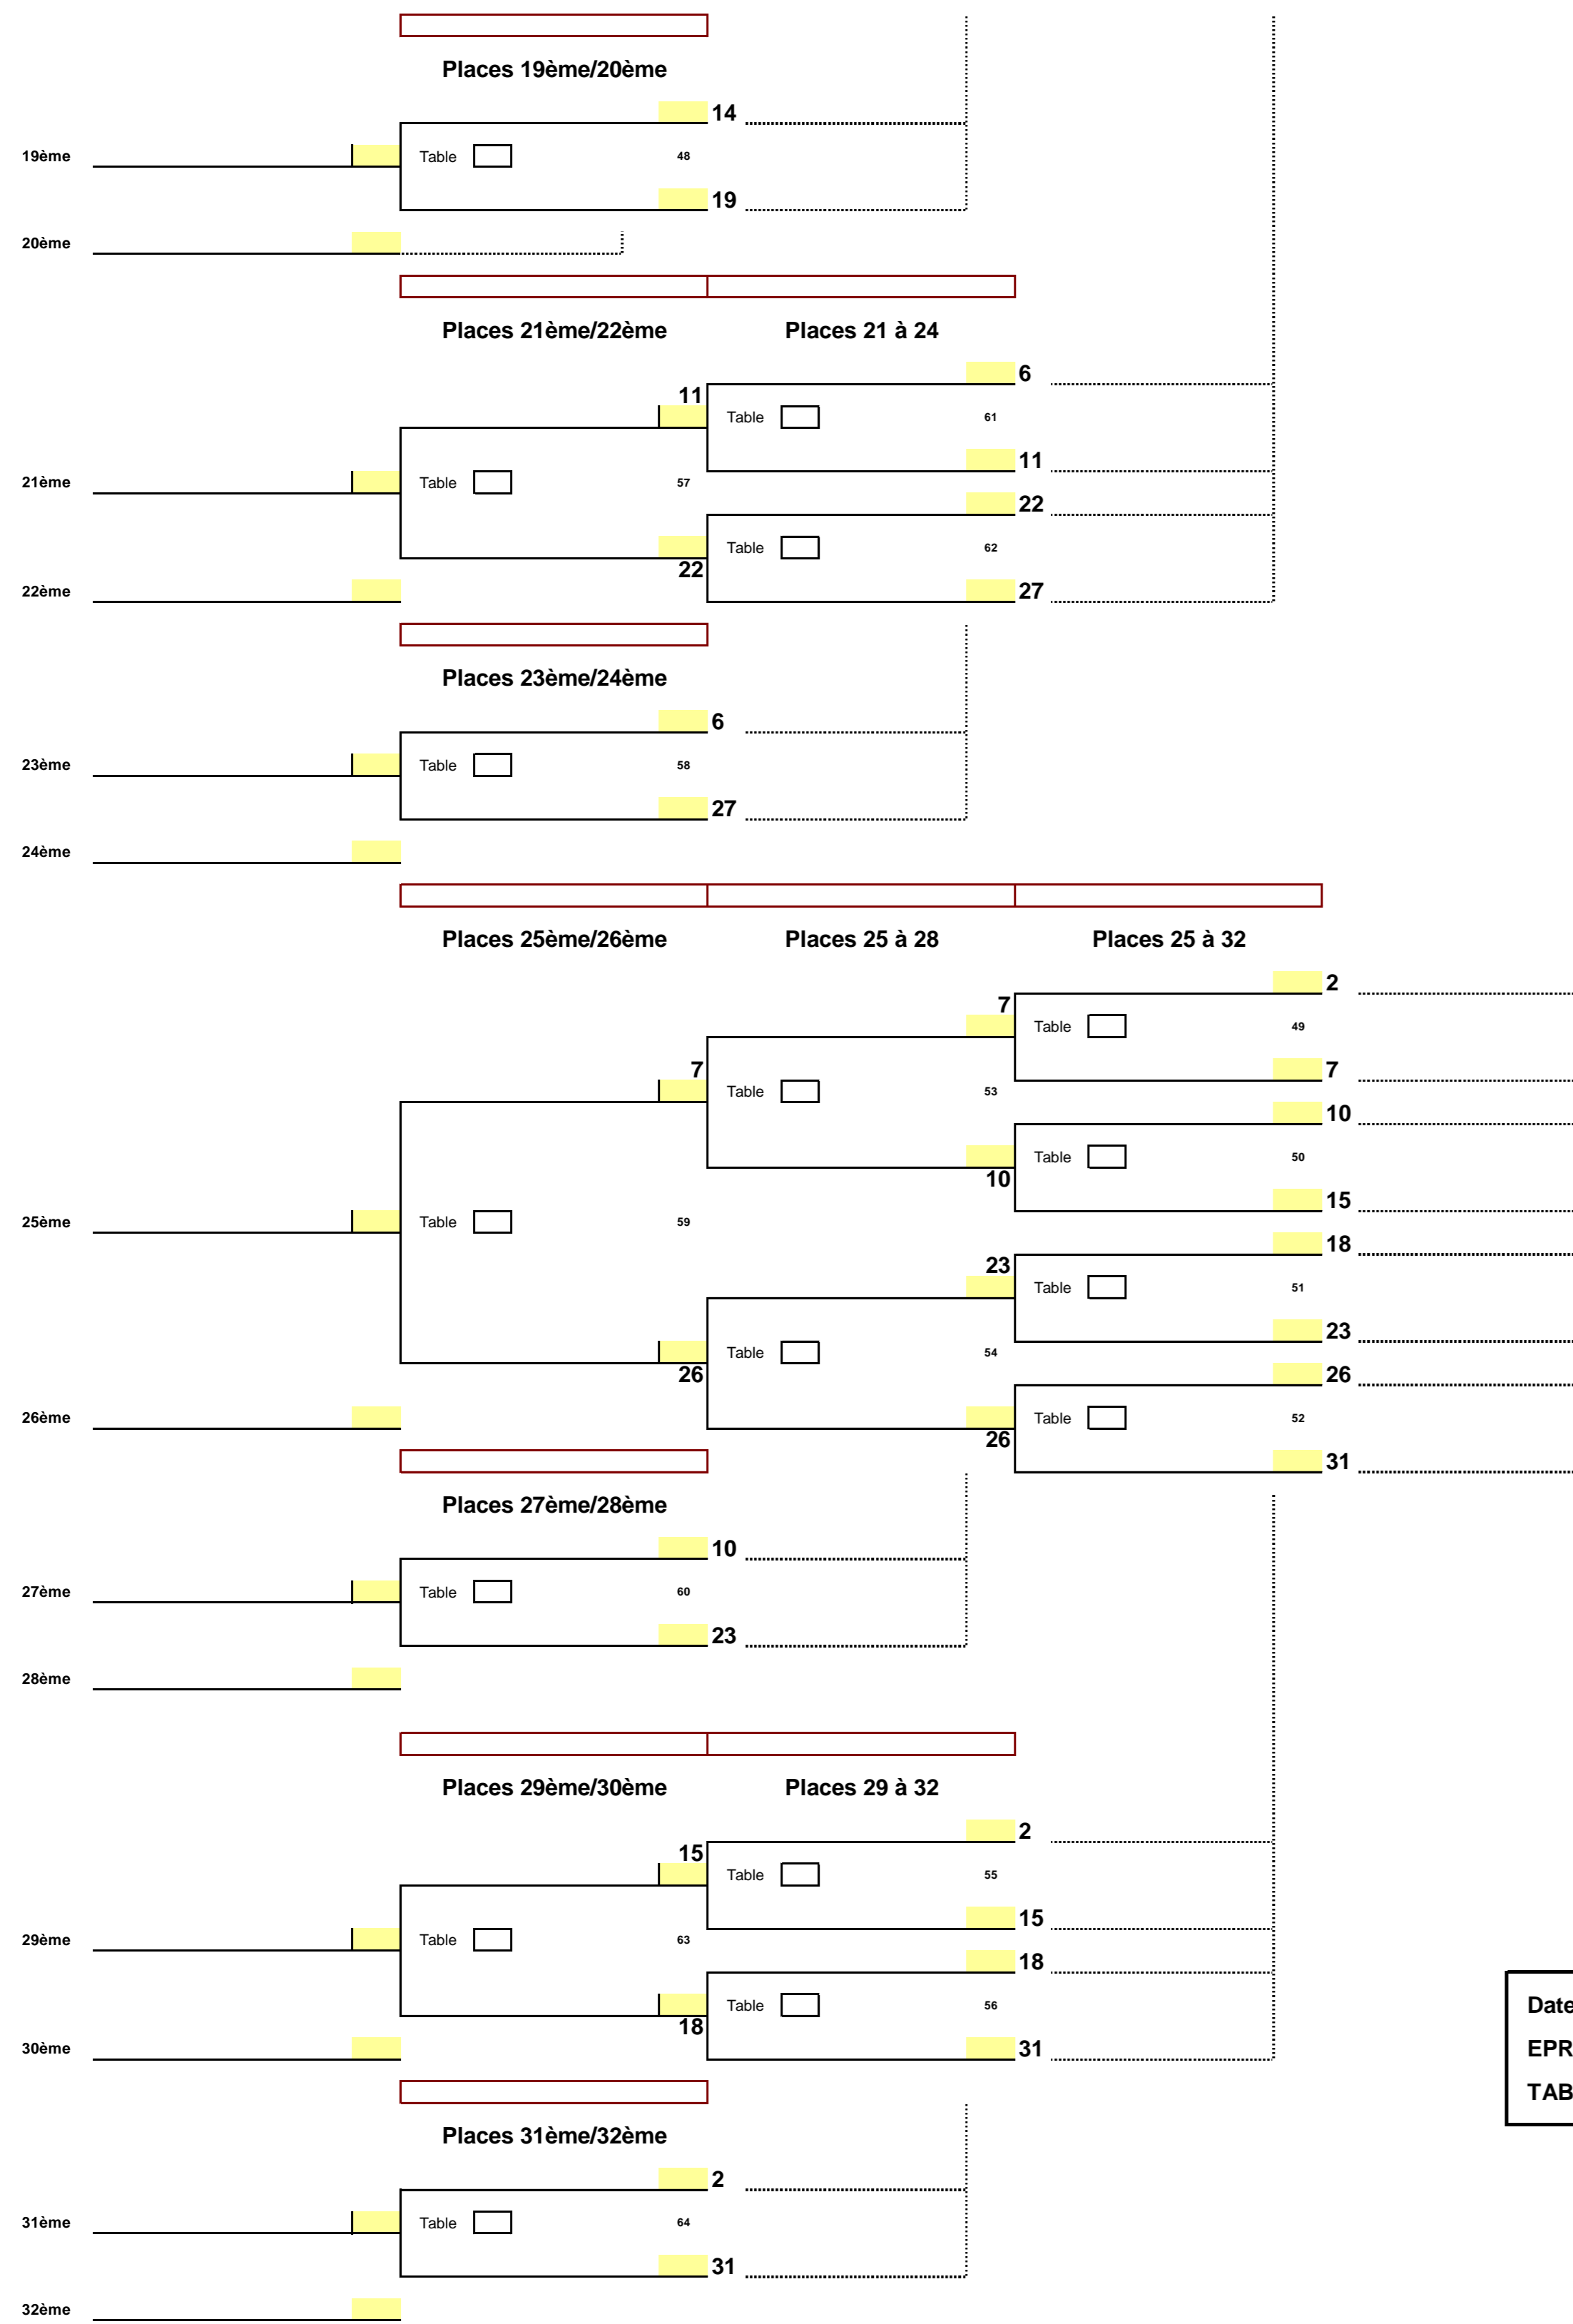 Places 19ème/20ème
14
19ème Table 48
19
20ème
Places 21ème/22ème Places 21 à 24
6
11
Table 61
11
21ème Table 57
22
Table 62
22
22ème 27
Places 23ème/24ème
6
23ème Table 58
27
24ème
Places 25ème/26ème Places 25 à 28 Places 25 à 32
2
7
Table 49
7
7
Table 53
10
Table 50
10
15
25ème Table 59
18
23
Table 51
23
Table 54
26
26
26ème Table 52
26
31
Places 27ème/28ème
10
27ème Table 60
23
28ème
Places 29ème/30ème Places 29 à 32
2
15
Table 55
15
29ème Table 63
18
Table 56
18
30ème 31
Date
EPR
TAB
Places 31ème/32ème
2
31ème Table 64
31
32ème